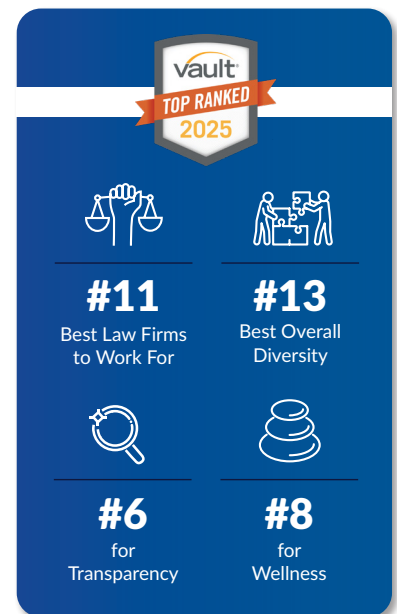 vault
TOP RANKED
2025
#11
Best Law Firms
to Work For
#13
Best Overall
Diversity
#6
for
Transparency
#8
for
Wellness